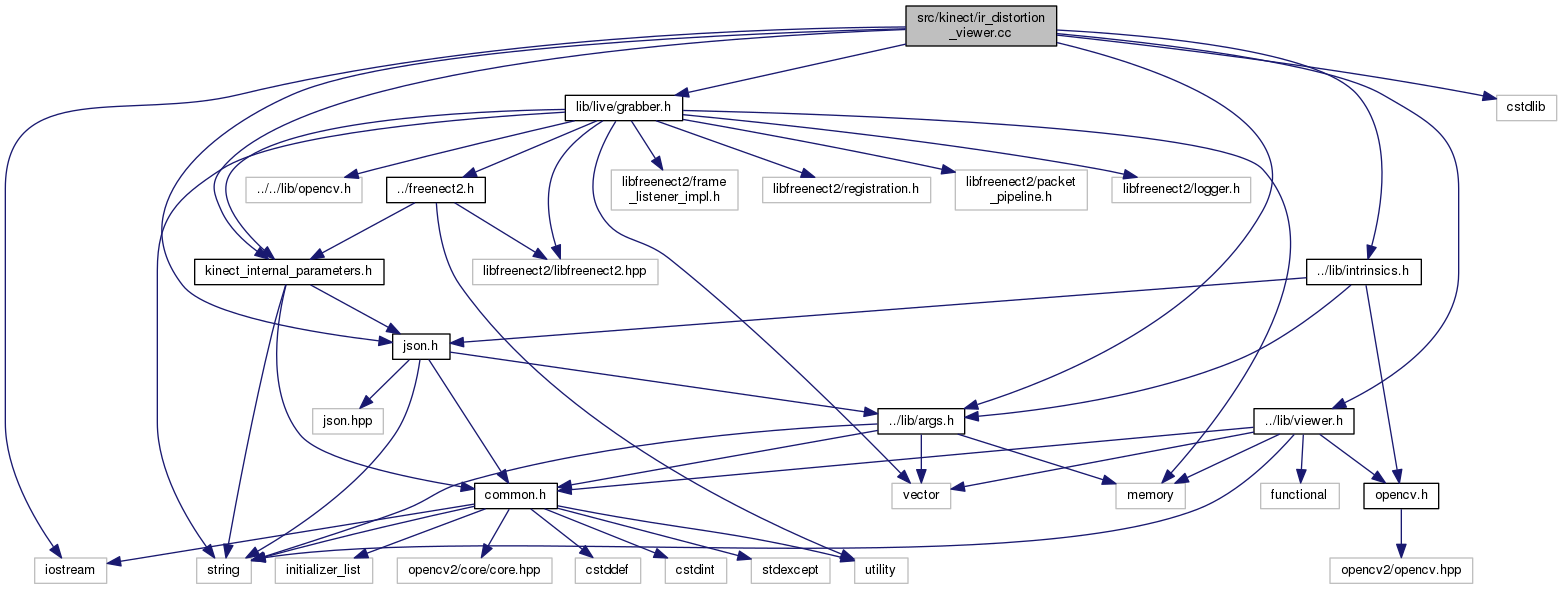 src/kinect/ir_distortion
_viewer.cc
lib/live/grabber.h
cstdlib
../../lib/opencv.h
../freenect2.h
libfreenect2/frame
_listener_impl.h
libfreenect2/registration.h
libfreenect2/packet
_pipeline.h
libfreenect2/logger.h
kinect_internal_parameters.h
libfreenect2/libfreenect2.hpp
../lib/intrinsics.h
json.h
json.hpp
../lib/args.h
../lib/viewer.h
common.h
vector
memory
functional
opencv.h
iostream
string
initializer_list
opencv2/core/core.hpp
cstddef
cstdint
stdexcept
utility
opencv2/opencv.hpp